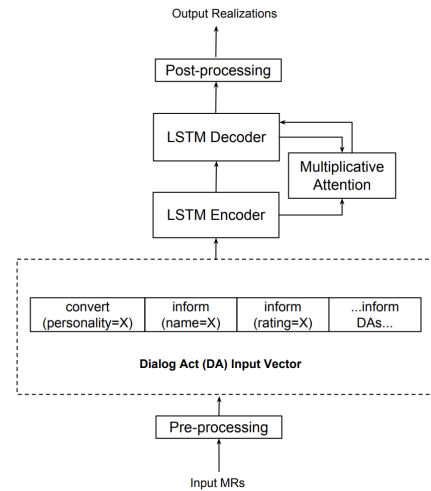 Output Realizations
Post-processing
LSTM Decoder
Multiplicative
Attention
LSTM Encoder
convert
(personality=X)
inform
(name=X)
inform
(rating=X)
...inform
DAs...
Dialog Act (DA) Input Vector
Pre-processing
Input MRs